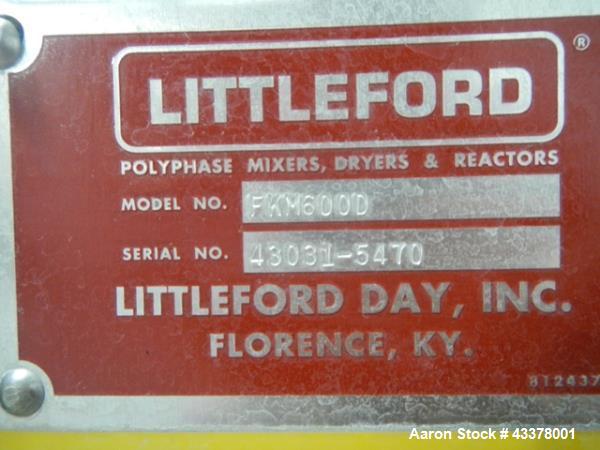 LITTLEFORD ®
POLYPHASE MIXERS, DRYERS & REACTORS
MODEL NO. FKM600D
SERIAL NO. 43031-5470
LITTLEFORD DAY, INC.
FLORENCE, KY.
812437
Aaron Stock # 43378001